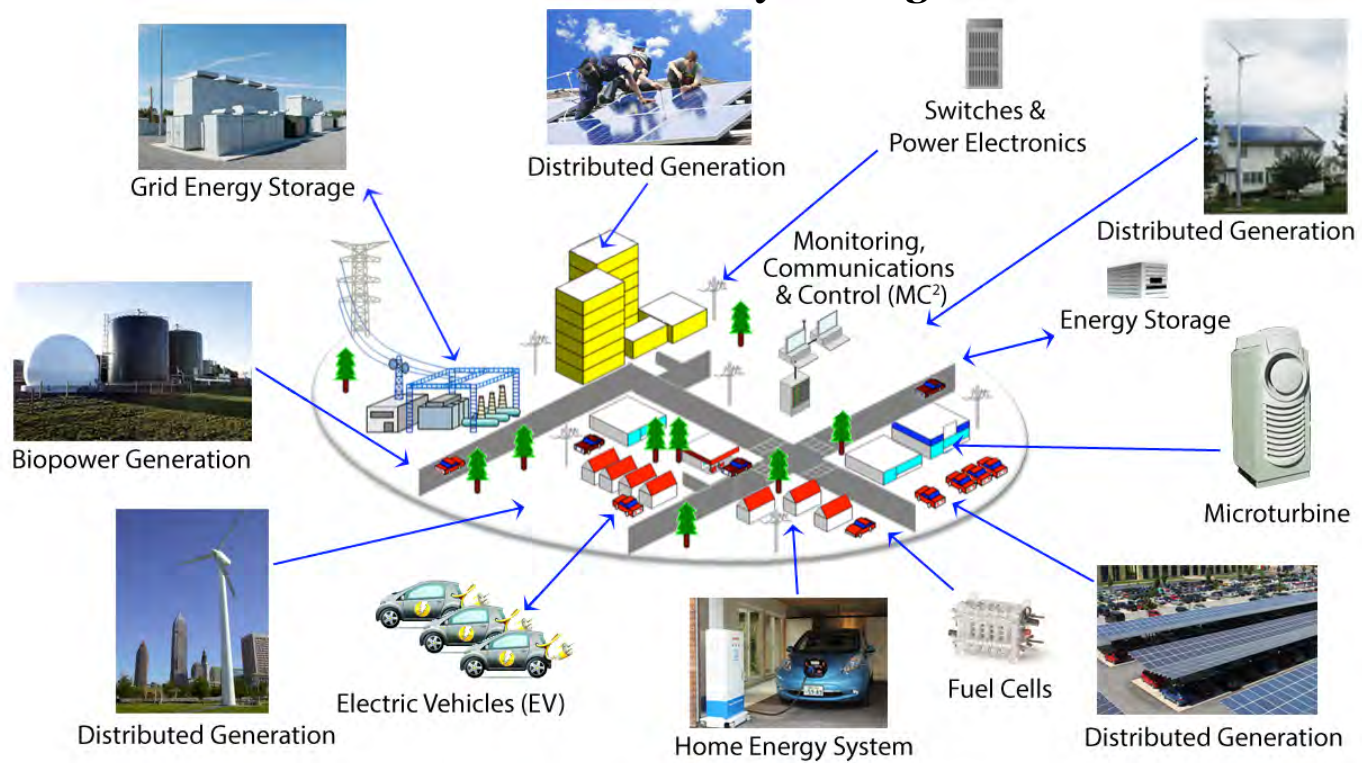 Distributed Generation
Switches &
Power Electronics
Grid Energy Storage
Distributed Generation
Monitoring,
Communications
& Control (MC²)
Energy Storage
Biopower Generation
Microturbine
Electric Vehicles (EV)
Fuel Cells
Distributed Generation
Home Energy System
Distributed Generation